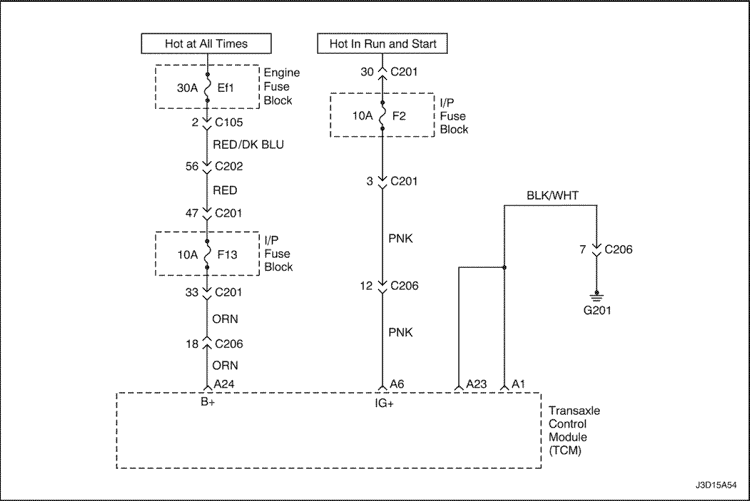 Hot at All Times
Hot In Run and Start
30A Ef1
Engine
Fuse
Block
30 C201
10A F2
I/P
Fuse
Block
2 C105
RED/DK BLU
56 C202
RED
3 C201
47 C201
BLK/WHT
10A F13
I/P
Fuse
Block
PNK
7 C206
33 C201
12 C206
G201
ORN
PNK
18 C206
ORN
A24
A6
A23
A1
B+
IG+
Transaxle
Control
Module
(TCM)
J3D15A54